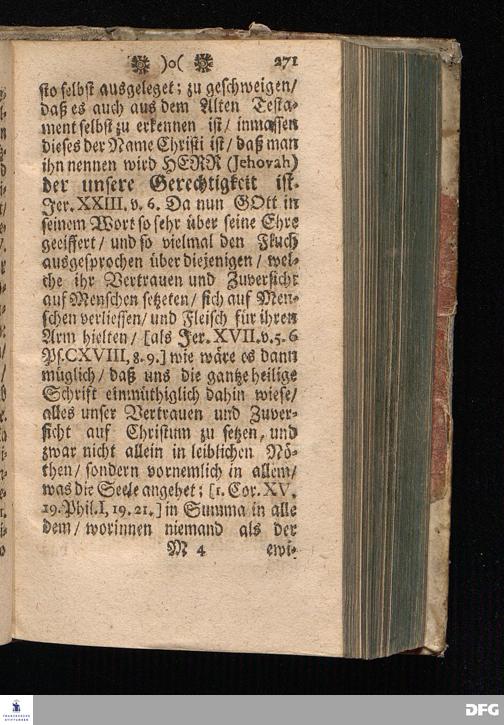 )o( 271
sto selbst ausgeleget; zu geschweigen/
daß es auch aus dem Alten Testa-
ment selbst zu erkennen ist/ inmassen
dieses der Name Christi ist/ daß man
ihn nennen wird HERR (Jehovah)
der unsere Gerechtigkeit ist.
Jer. XXIII, v. 6. Da nun GOtt in
seinem Wort so sehr über seine Ehre
geeiffert/ und so vielmal den Fluch
ausgesprochen über diejenigen/ wel-
che ihr Vertrauen und Zuversicht
auf Menschen setzeten/ sich auf Men-
schen verliessen/ und Fleisch für ihren
Arm hielten/ [als Jer. XVII. v. 5. 6
Ps. CXVIII, 8. 9.] wie wäre es dann
müglich/ daß uns die gantze heilige
Schrift einmüthiglich dahin wiese/
alles unser Vertrauen und Zuver-
sicht auf Christum zu setzen, und
zwar nicht allein in leiblichen Nö-
then/ sondern vornemlich in allem/
was die Seele angehet; [1. Cor. XV.
19. Phil. I, 19. 21.] in Summa in alle
dem/ worinnen niemand als der
M 4 ewi-
FRANCKESCHE
STIFTUNGEN
DFG